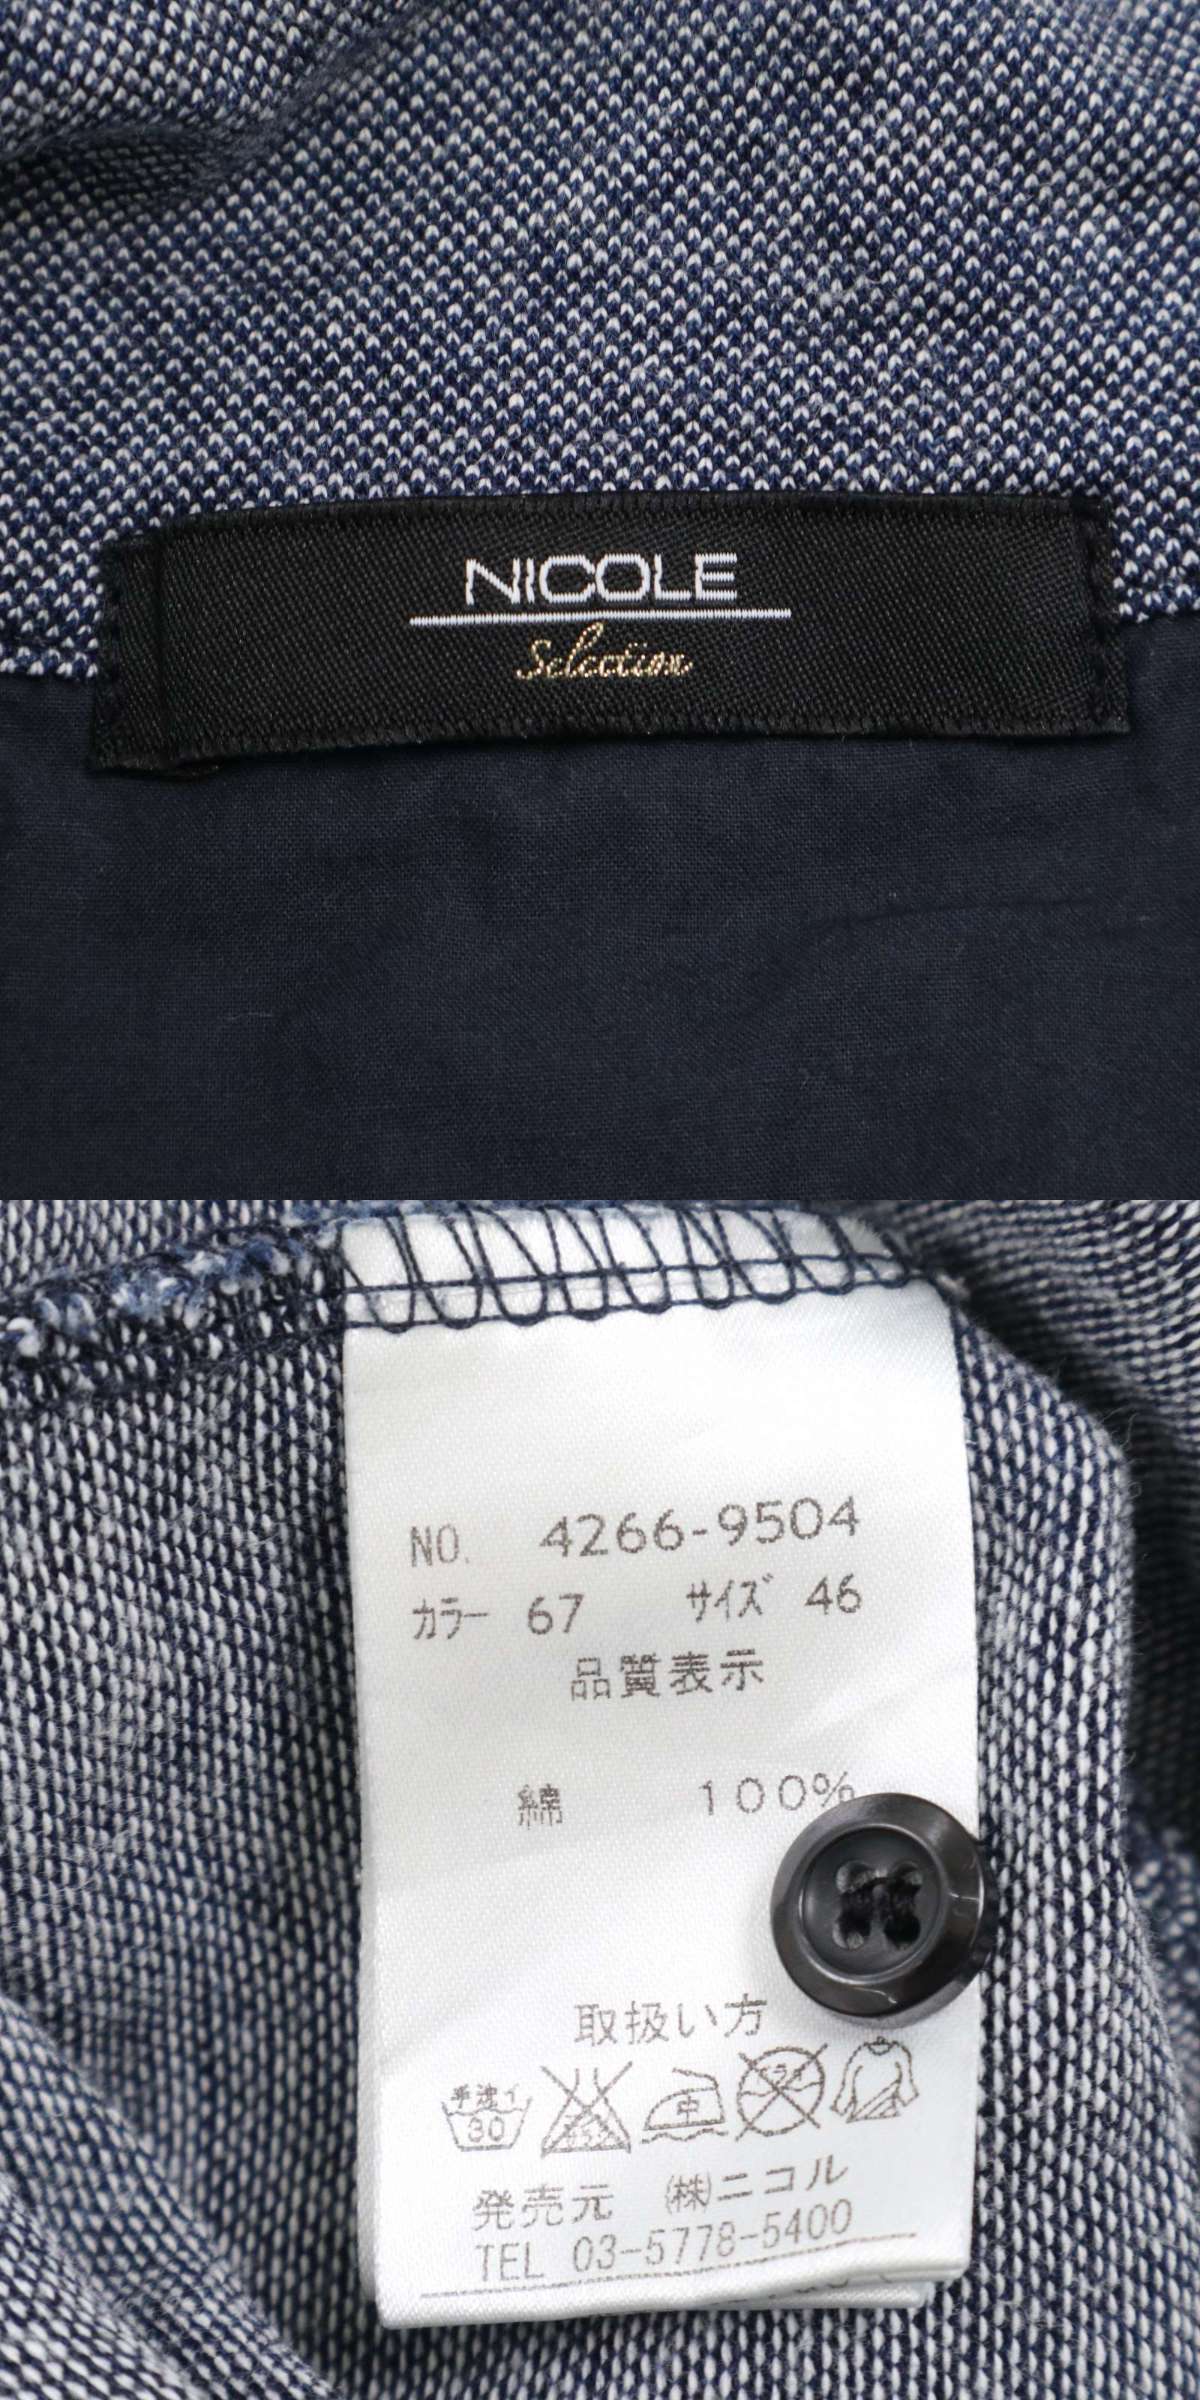 NICOLE
Selection
NO. 4266-9504
カラー 67 サイズ 46
品質表示
綿 100%
取扱い方
手洗イ
30
中
発売元 ㈱ニコル
TEL 03-5778-5400